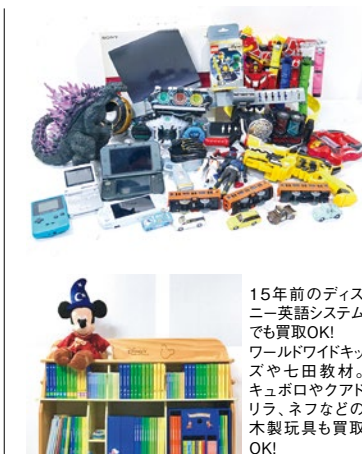 SONY
15年前のディズ
ニー英語システム
でも買取OK!
ワールドワイドキッ
ズや七田教材。
キュボロやクアド
リラ、ネフなどの
木製玩具も買取
OK!